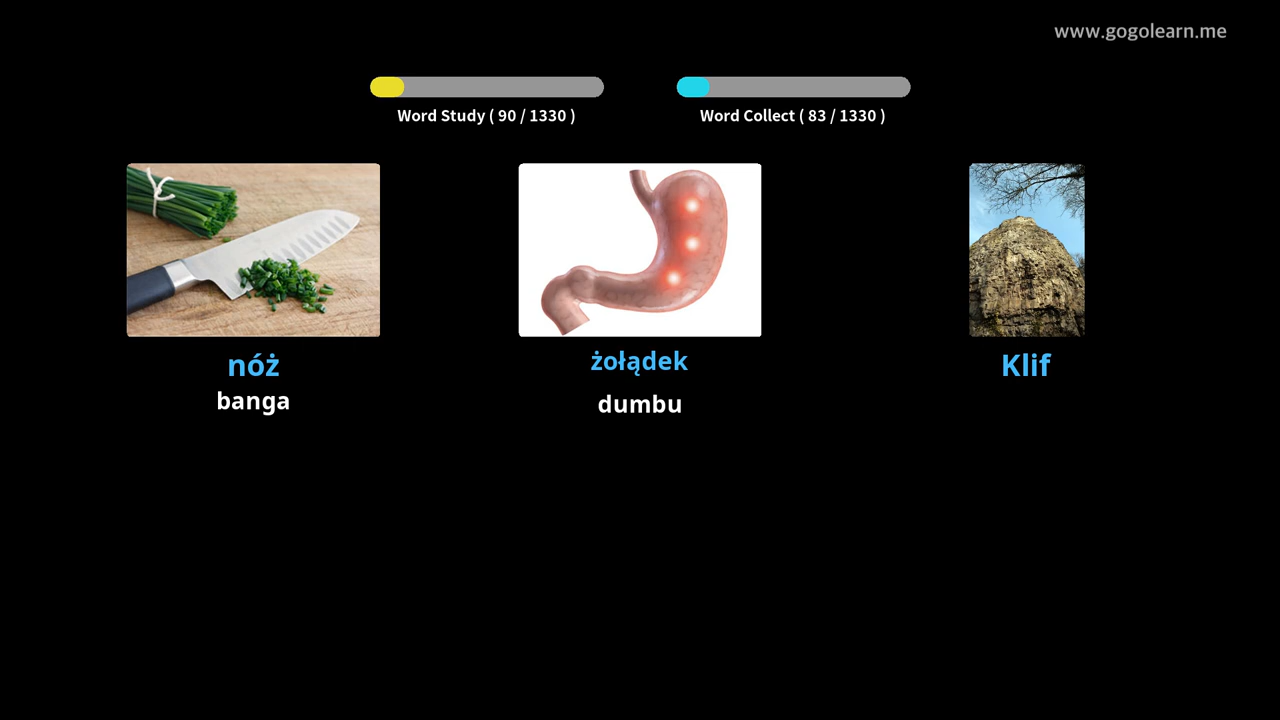 www.gogolearn.me
Word Study ( 90 / 1330 )
Word Collect ( 83 / 1330 )
nóż
banga
żołądek
dumbu
Klif